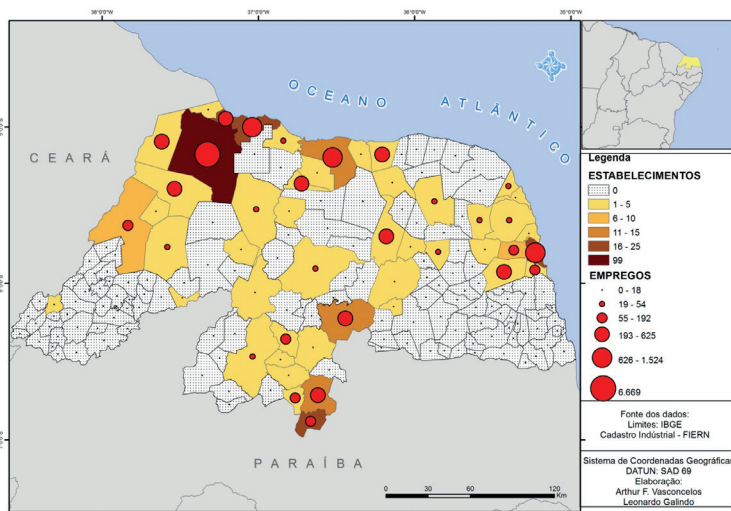 38°0'0"W
37°0'0"W
36°0'0"W
35°0'0"W
OCEANO ATLÂNTICO
CEARÁ
PARAÍBA
0 30 60 90 120
Km
Legenda
ESTABELECIMENTOS
0
1 - 5
6 - 10
11 - 15
16 - 25
99
EMPREGOS
0 - 18
19 - 54
55 - 192
193 - 625
626 - 1.524
6.669
Fonte dos dados:
Limites: IBGE
Cadastro Indústrial - FIERN
Sistema de Coordenadas Geográficas
DATUN: SAD 69
Elaboração:
Arthur F. Vasconcelos
Leonardo Galindo